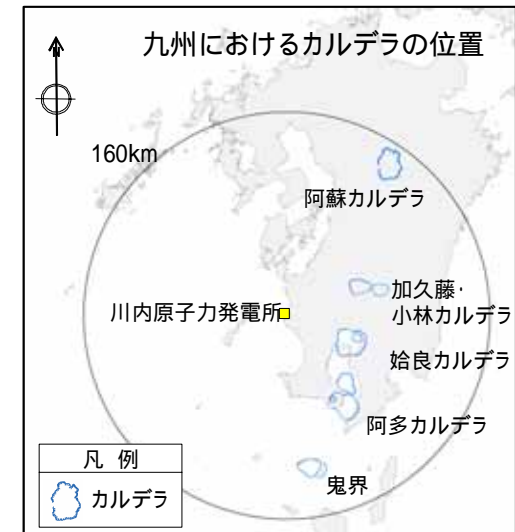 九州におけるカルデラの位置
160km
阿蘇カルデラ
加久藤・
小林カルデラ
川内原子力発電所
姶良カルデラ
阿多カルデラ
鬼界
凡 例
カルデラ